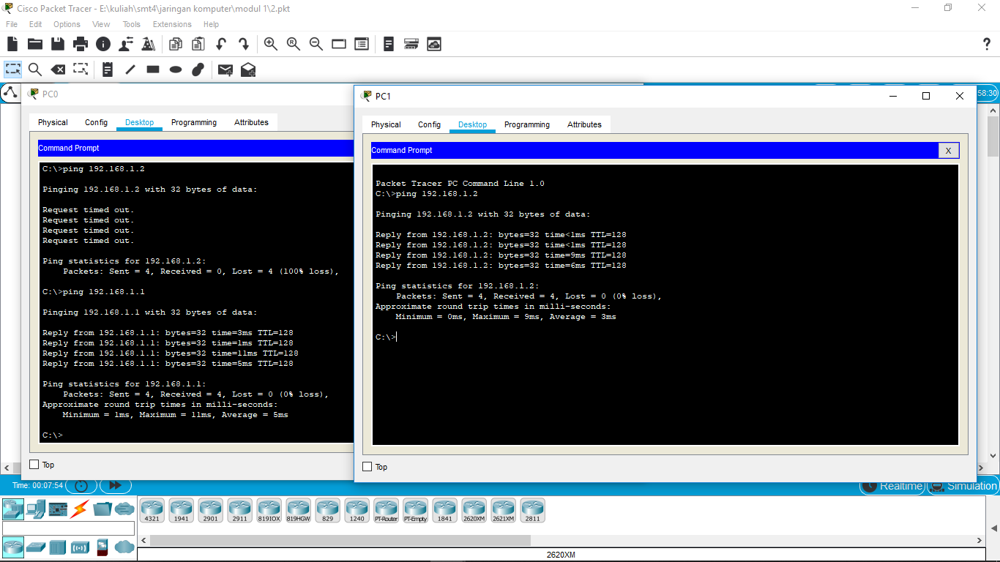 Cisco Packet Tracer - E:\kuliah\smt4\jaringan komputer\modul 1\2.pkt
File Edit Options View Tools Extensions Help
58:30
PC0
Physical Config Desktop Programming Attributes
Command Prompt
C:\>ping 192.168.1.2
Pinging 192.168.1.2 with 32 bytes of data:
Request timed out.
Request timed out.
Request timed out.
Request timed out.
Ping statistics for 192.168.1.2:
Packets: Sent = 4, Received = 0, Lost = 4 (100% loss),
C:\>ping 192.168.1.1
Pinging 192.168.1.1 with 32 bytes of data:
Reply from 192.168.1.1: bytes=32 time=3ms TTL=128
Reply from 192.168.1.1: bytes=32 time=1ms TTL=128
Reply from 192.168.1.1: bytes=32 time=11ms TTL=128
Reply from 192.168.1.1: bytes=32 time=5ms TTL=128
Ping statistics for 192.168.1.1:
Packets: Sent = 4, Received = 4, Lost = 0 (0% loss),
Approximate round trip times in milli-seconds:
Minimum = 1ms, Maximum = 11ms, Average = 5ms
C:\>
Top
PC1
Physical Config Desktop Programming Attributes
Command Prompt X
Packet Tracer PC Command Line 1.0
C:\>ping 192.168.1.2
Pinging 192.168.1.2 with 32 bytes of data:
Reply from 192.168.1.2: bytes=32 time<1ms TTL=128
Reply from 192.168.1.2: bytes=32 time<1ms TTL=128
Reply from 192.168.1.2: bytes=32 time=9ms TTL=128
Reply from 192.168.1.2: bytes=32 time=6ms TTL=128
Ping statistics for 192.168.1.2:
Packets: Sent = 4, Received = 4, Lost = 0 (0% loss),
Approximate round trip times in milli-seconds:
Minimum = 0ms, Maximum = 9ms, Average = 3ms
C:\>
Top
Time: 00:07:54 Realtime Simulation
4321 1941 2901 2911 819IOX 819HGW 829 1240 PT-Router PT-Empty 1841 2620XM 2621XM 2811
2620XM